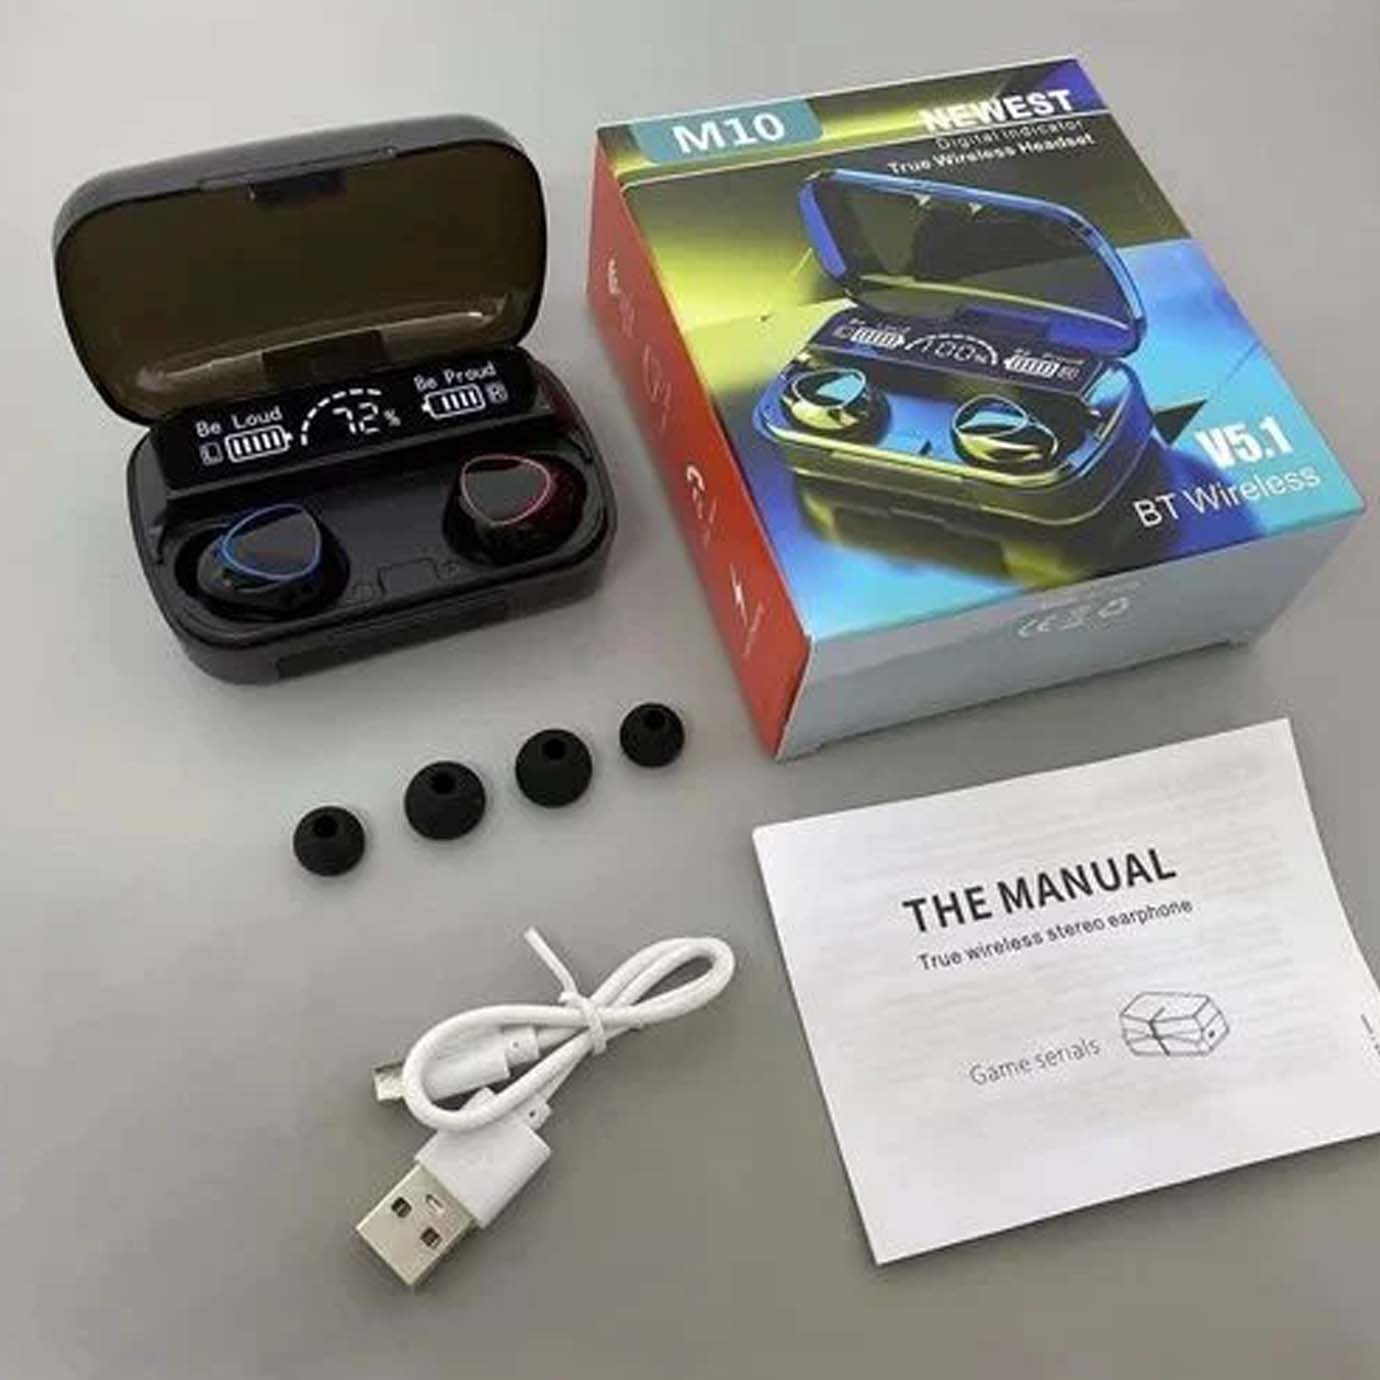 Be Loud
Be Proud
L
72%
R
M10
NEWEST
Digital Indicator
True Wireless Headset
100%
V5.1
BT Wireless
CE
THE MANUAL
True wireless stereo earphone
Game serials